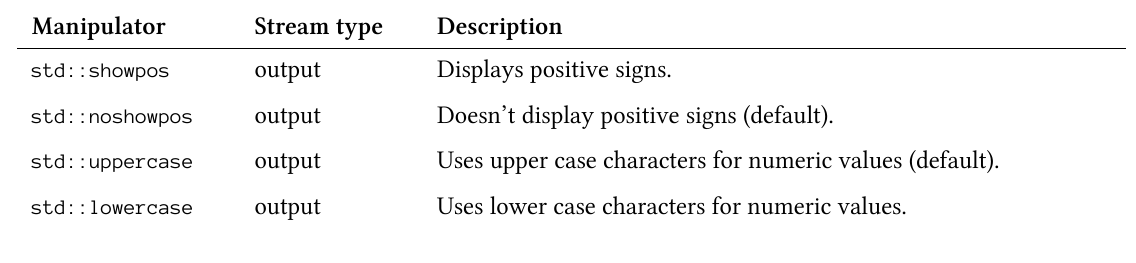 Manipulator Stream type Description
std::showpos output Displays positive signs.
std::noshowpos output Doesn’t display positive signs (default).
std::uppercase output Uses upper case characters for numeric values (default).
std::lowercase output Uses lower case characters for numeric values.